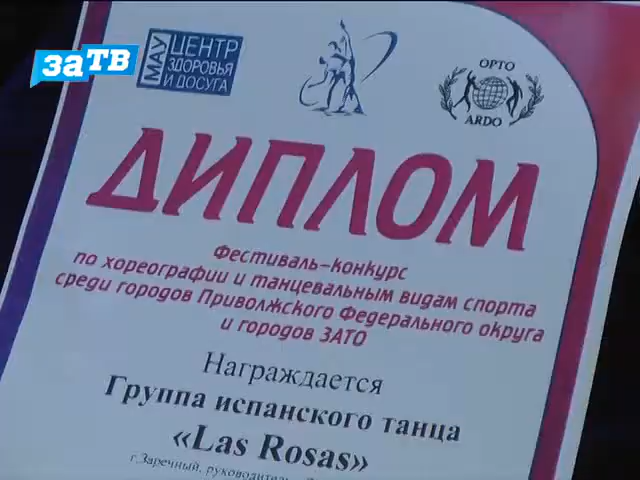 заТВ
МАУ
ЦЕНТР
ЗДОРОВЬЯ
И ДОСУГА
ОРТО
ARDO
ДИПЛОМ
Фестиваль-конкурс
по хореографии и танцевальным видам спорта
среди городов Приволжского Федерального округа
и городов ЗАТО
Награждается
Группа испанского танца
«Las Rosas»
г.Заречный, руководитель